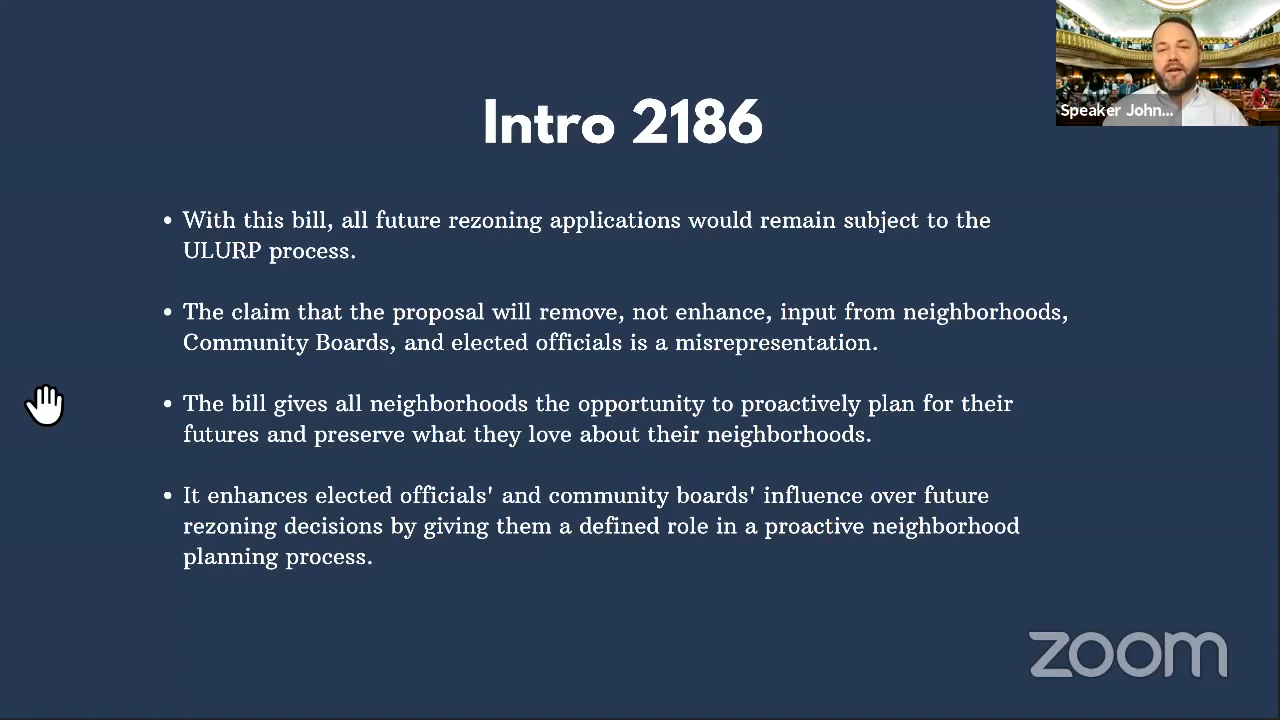 Speaker John...
Intro 2186
• With this bill, all future rezoning applications would remain subject to the
ULURP process.
• The claim that the proposal will remove, not enhance, input from neighborhoods,
Community Boards, and elected officials is a misrepresentation.
• The bill gives all neighborhoods the opportunity to proactively plan for their
futures and preserve what they love about their neighborhoods.
• It enhances elected officials' and community boards' influence over future
rezoning decisions by giving them a defined role in a proactive neighborhood
planning process.
zoom